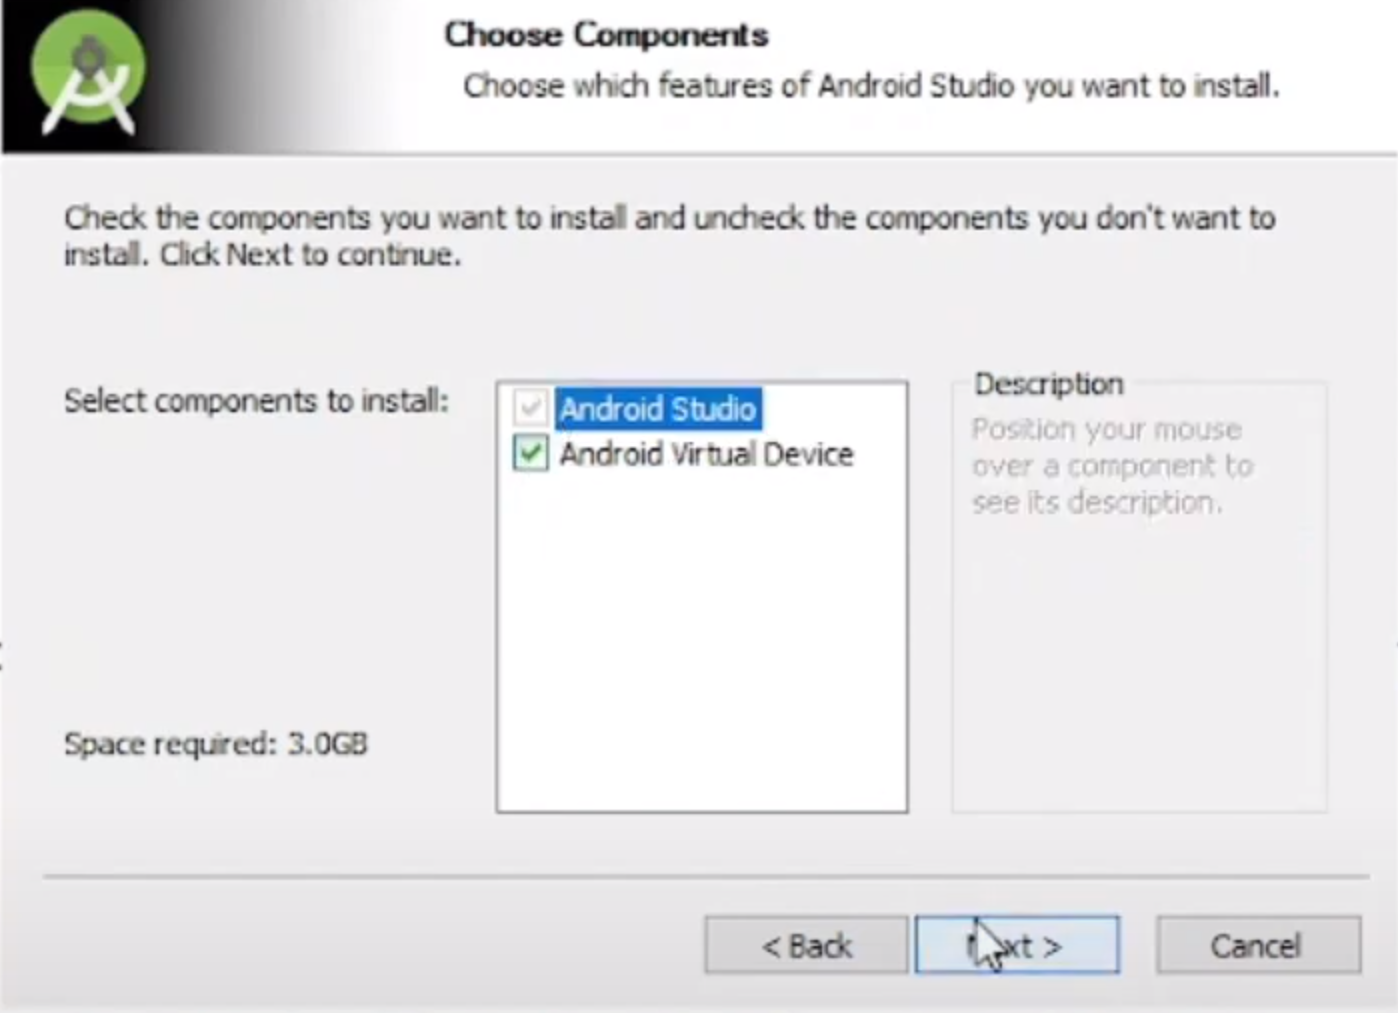 Choose Components
Choose which features of Android Studio you want to install.
Check the components you want to install and uncheck the components you don't want to
install. Click Next to continue.
Select components to install:
Android Studio
Android Virtual Device
Description
Position your mouse
over a component to
see its description.
Space required: 3.0GB
< Back
Next >
Cancel